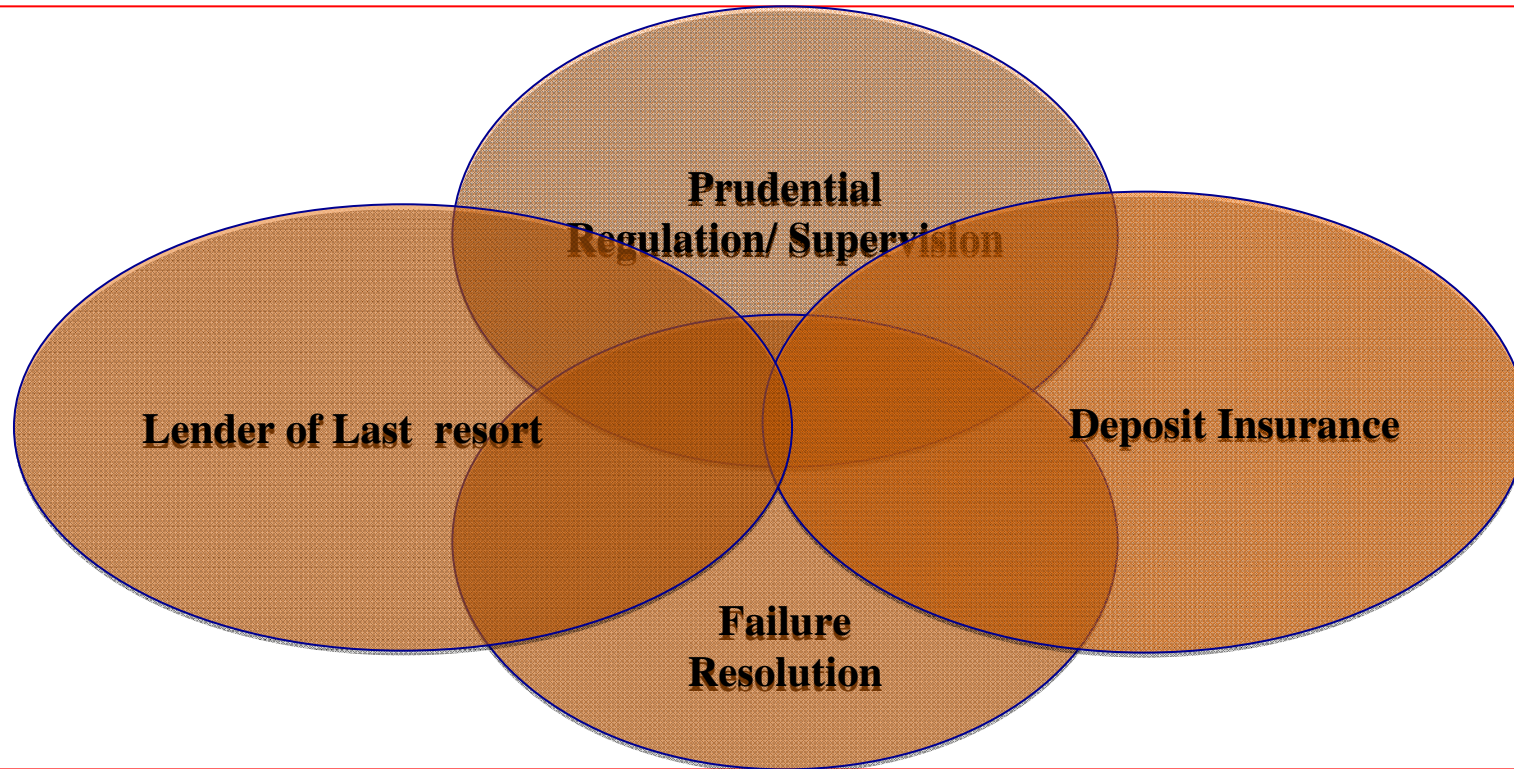 Prudential
Regulation/ Supervision
Lender of Last  resort
Deposit Insurance
Failure
Resolution